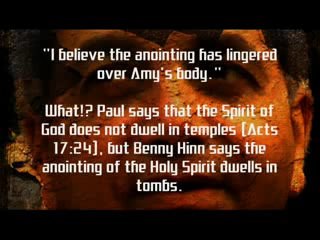 "I believe the anointing has lingered
over Amy's body."
What!? Paul says that the Spirit of
God does not dwell in temples [Acts
17:24], but Benny Hinn says the
anointing of the Holy Spirit dwells in
tombs.